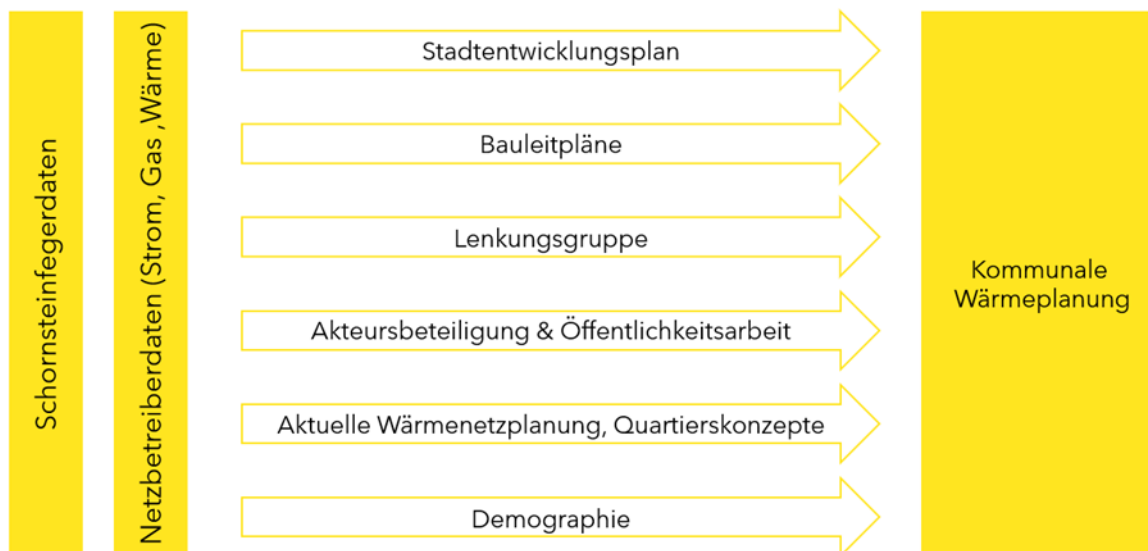 Schornsteinfegerdaten
Netzbetreiberdaten (Strom, Gas ,Wärme)
Stadtentwicklungsplan
Bauleitpläne
Lenkungsgruppe
Akteursbeteiligung & Öffentlichkeitsarbeit
Aktuelle Wärmenetzplanung, Quartierskonzepte
Demographie
Kommunale
Wärmeplanung